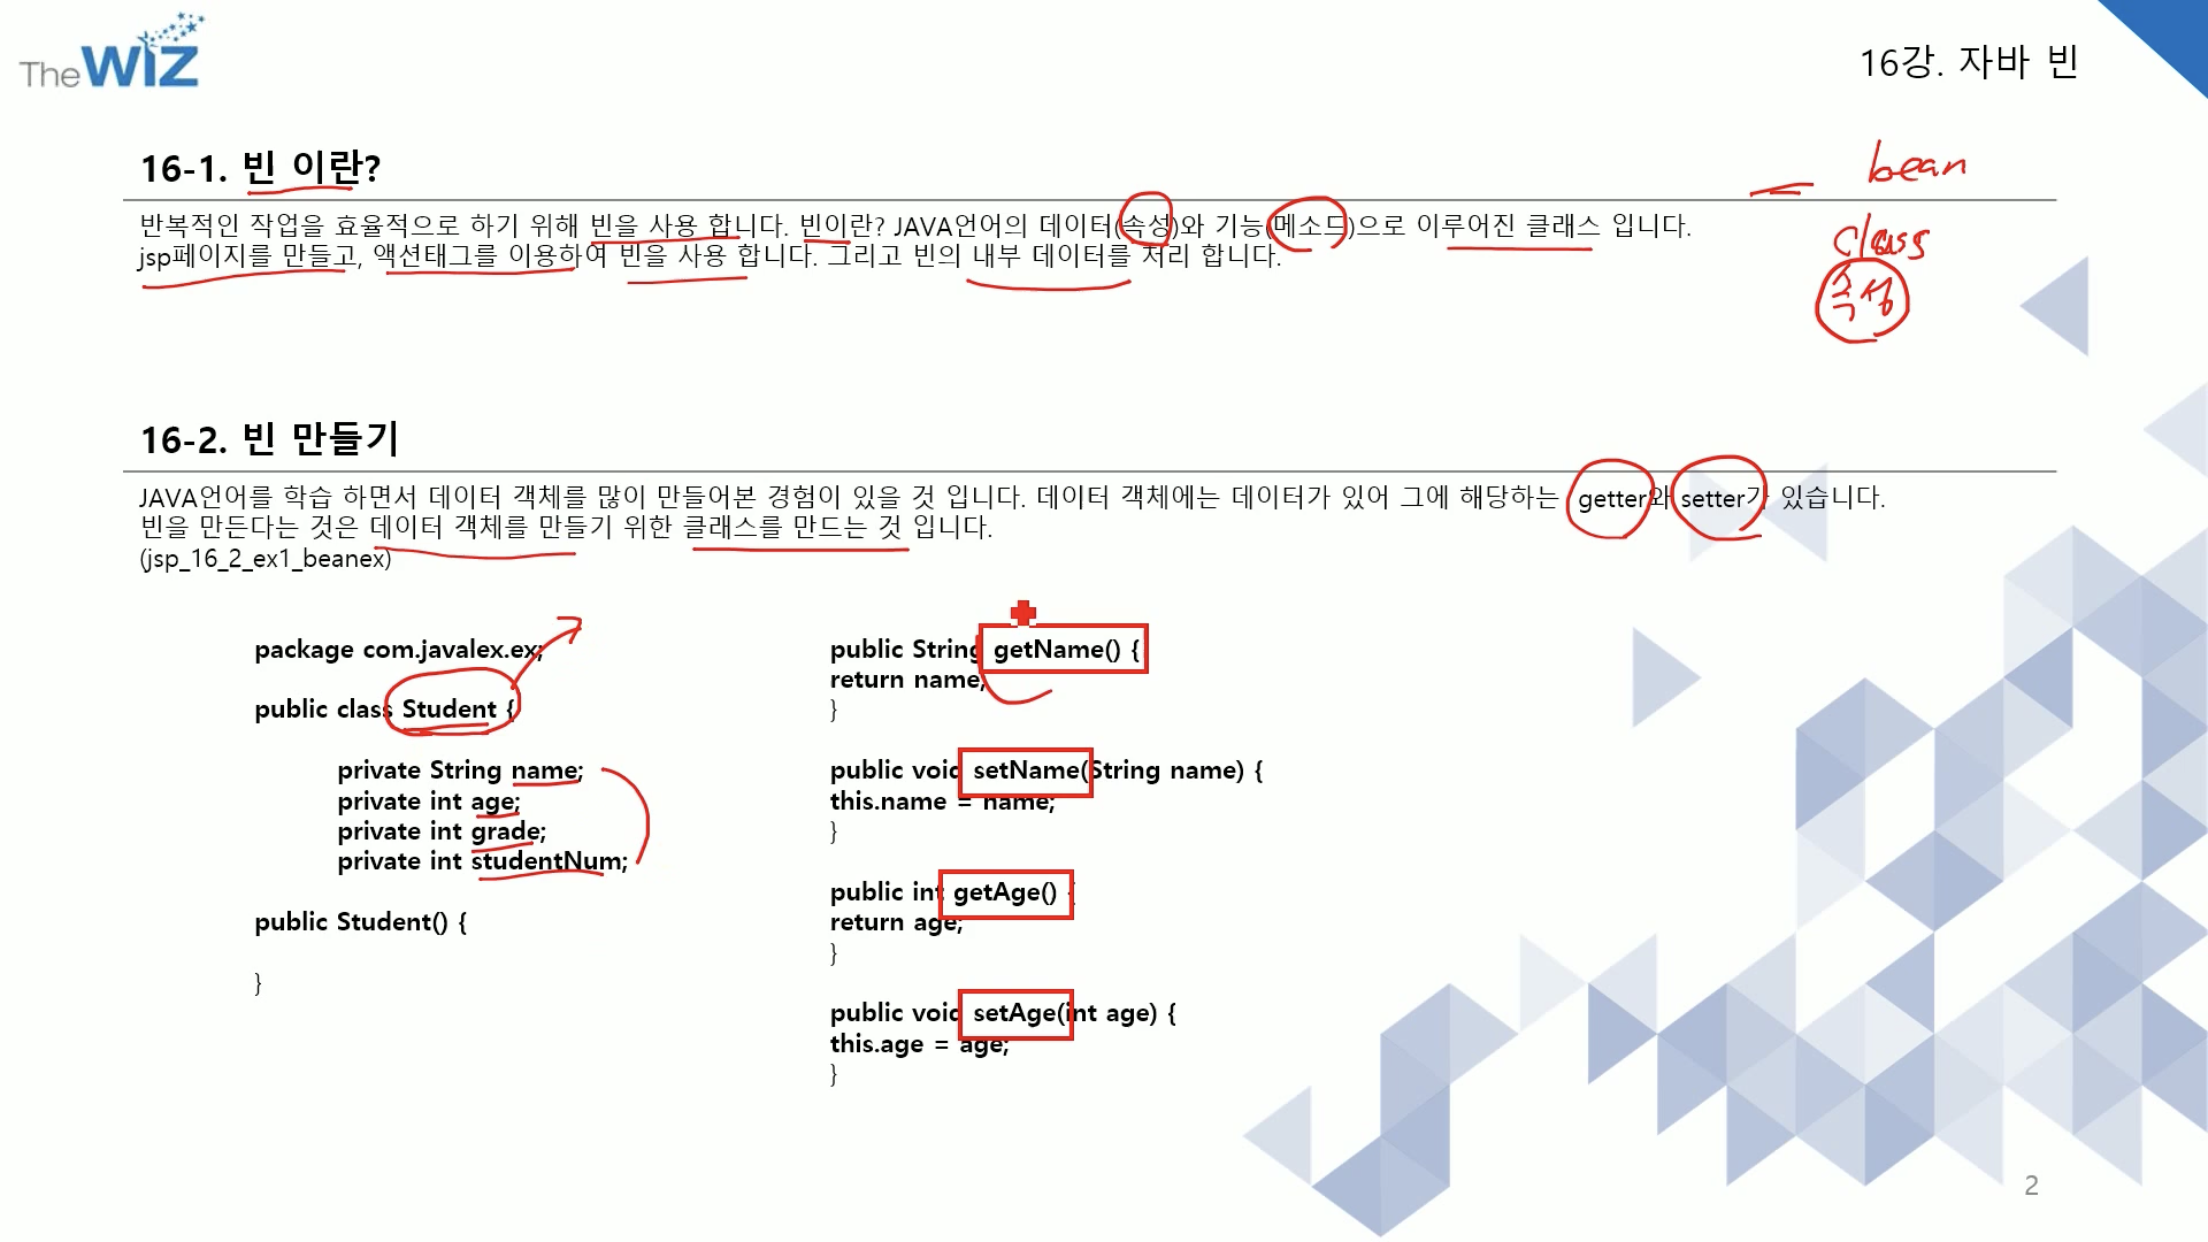 The WIZ
16강. 자바 빈
16-1. 빈 이란?
bean
반복적인 작업을 효율적으로 하기 위해 빈을 사용 합니다. 빈이란? JAVA언어의 데이터(속성)와 기능(메소드)으로 이루어진 클래스 입니다.
jsp페이지를 만들고, 액션태그를 이용하여 빈을 사용 합니다. 그리고 빈의 내부 데이터를 처리 합니다.
class
속성
16-2. 빈 만들기
JAVA언어를 학습 하면서 데이터 객체를 많이 만들어본 경험이 있을 것 입니다. 데이터 객체에는 데이터가 있어 그에 해당하는 getter와 setter가 있습니다.
빈을 만든다는 것은 데이터 객체를 만들기 위한 클래스를 만드는 것 입니다.
(jsp_16_2_ex1_beanex)
package com.javalex.ex;
public class Student {
private String name;
private int age;
private int grade;
private int studentNum;
public Student() {
}
public String getName() {
return name;
}
public void setName(String name) {
this.name = name;
}
public int getAge() {
return age;
}
public void setAge(int age) {
this.age = age;
}
2